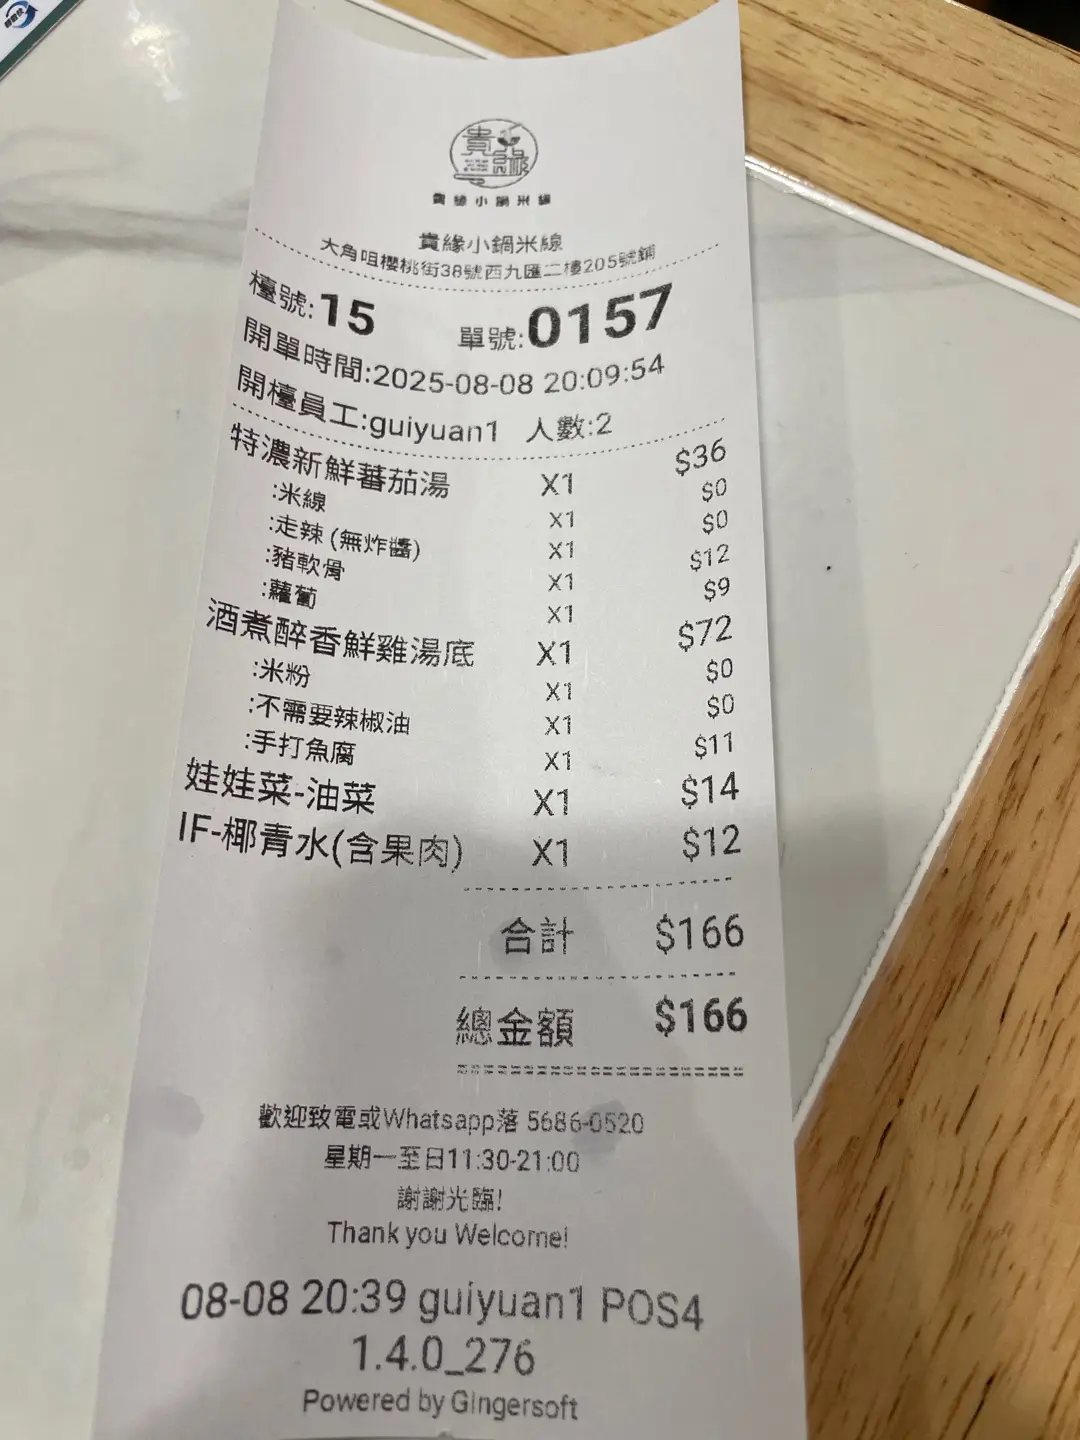 貴緣小鍋米線
貴緣小鍋米線
大角咀櫻桃街38號西九匯二樓205號鋪
檯號:15 單號:0157
開單時間:2025-08-08 20:09:54
開檯員工:guiyuan1 人數:2
特濃新鮮蕃茄湯 X1 $36
:米線 X1 $0
:走辣 (無炸醬) X1 $0
:豬軟骨 X1 $12
:蘿蔔 X1 $9
酒煮醉香鮮雞湯底 X1 $72
:米粉 X1 $0
:不需要辣椒油 X1 $0
:手打魚腐 X1 $11
娃娃菜-油菜 X1 $14
IF-椰青水(含果肉) X1 $12
合計 $166
總金額 $166
歡迎致電或Whatsapp落 5686-0520
星期一至日11:30-21:00
謝謝光臨!
Thank you Welcome!
08-08 20:39 guiyuan1 POS4
1.4.0_276
Powered by Gingersoft